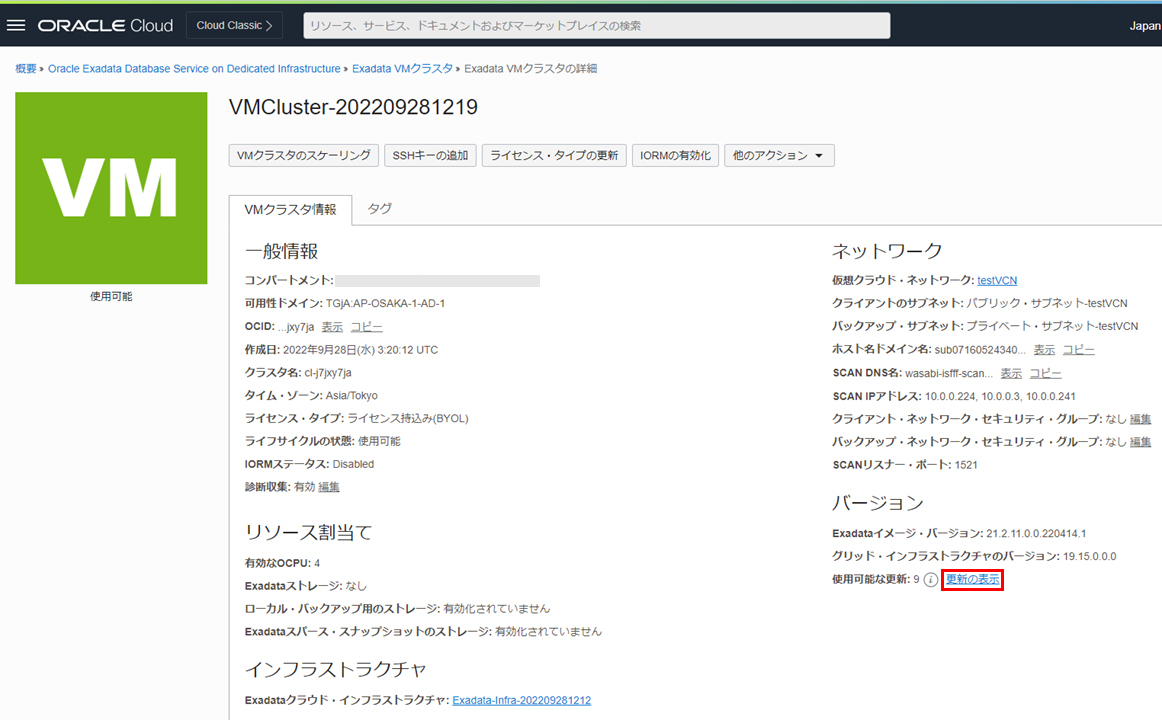 ORACLE Cloud
Cloud Classic >
リソース、サービス、ドキュメントおよびマーケットプレイスの検索
Japan
概要 » Oracle Exadata Database Service on Dedicated Infrastructure » Exadata VMクラスタ » Exadata VMクラスタの詳細
VM
使用可能
VMCluster-202209281219
VMクラスタのスケーリング
SSHキーの追加
ライセンス・タイプの更新
IORMの有効化
他のアクション
VMクラスタ情報
タグ
一般情報
コンパートメント:
可用性ドメイン: TGjA:AP-OSAKA-1-AD-1
OCID: ...jxy7ja 表示 コピー
作成日: 2022年9月28日(水) 3:20:12 UTC
クラスタ名: cl-j7jxy7ja
タイム・ゾーン: Asia/Tokyo
ライセンス・タイプ: ライセンス持込み(BYOL)
ライフサイクルの状態: 使用可能
IORMステータス: Disabled
診断収集: 有効 編集
リソース割当て
有効なOCPU: 4
Exadataストレージ: なし
ローカル・バックアップ用のストレージ: 有効化されていません
Exadataスパース・スナップショットのストレージ: 有効化されていません
インフラストラクチャ
Exadataクラウド・インフラストラクチャ: Exadata-Infra-202209281212
ネットワーク
仮想クラウド・ネットワーク: testVCN
クライアントのサブネット: パブリック・サブネット-testVCN
バックアップ・サブネット: プライベート・サブネット-testVCN
ホスト名ドメイン名: sub07160524340... 表示 コピー
SCAN DNS名: wasabi-isfff-scan... 表示 コピー
SCAN IPアドレス: 10.0.0.224, 10.0.0.3, 10.0.0.241
クライアント・ネットワーク・セキュリティ・グループ: なし 編集
バックアップ・ネットワーク・セキュリティ・グループ: なし 編集
SCANリスナー・ポート: 1521
バージョン
Exadataイメージ・バージョン: 21.2.11.0.0.220414.1
グリッド・インフラストラクチャのバージョン: 19.15.0.0.0
使用可能な更新: 9 i 更新の表示